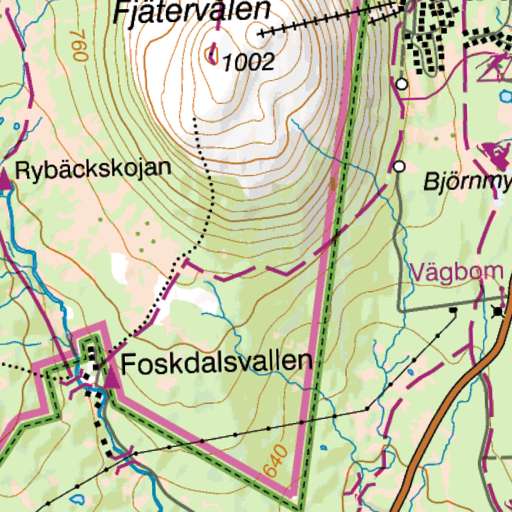 Fjätervålen
760
1002
Rybäckskojan
Björnmy
Vägbom
Foskdalsvallen
640